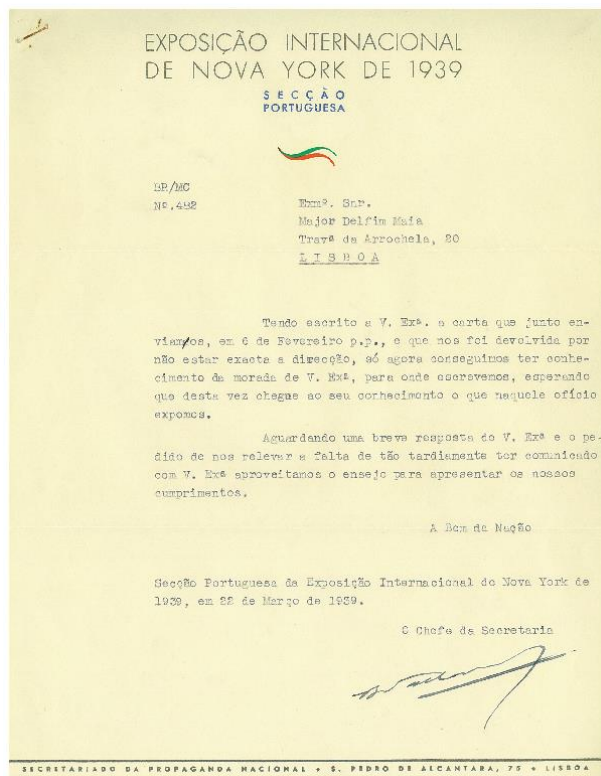 EXPOSIÇÃO INTERNACIONAL
DE NOVA YORK DE 1939
SECÇÃO
PORTUGUESA
BR/MC
Nº.482
Exmº. Snr.
Major Delfim Maia
Travª da Arrochela, 20
LISBOA
Tendo escrito a V. Exª. a carta que junto en-
viamos, em 6 de Fevereiro p.p., e que nos foi devolvida por
não estar exacta a direcção, só agora conseguimos ter conhe-
cimento da morada de V. Exª, para onde escrevemos, esperando
que desta vez chegue ao seu conhecimento o que naquele ofício
expomos.
Aguardando uma breve resposta de V. Exª e o pe-
dido de nos relevar a falta de tão tardiamente ter comunicado
com V. Exª aproveitamos o ensejo para apresentar os nossos
cumprimentos.
A Bem da Nação
Secção Portuguesa da Exposição Internacional de Nova York de
1939, em 22 de Março de 1939.
O Chefe da Secretaria
SECRETARIADO DA PROPAGANDA NACIONAL + S. PEDRO DE ALCANTARA, 75 + LISBOA